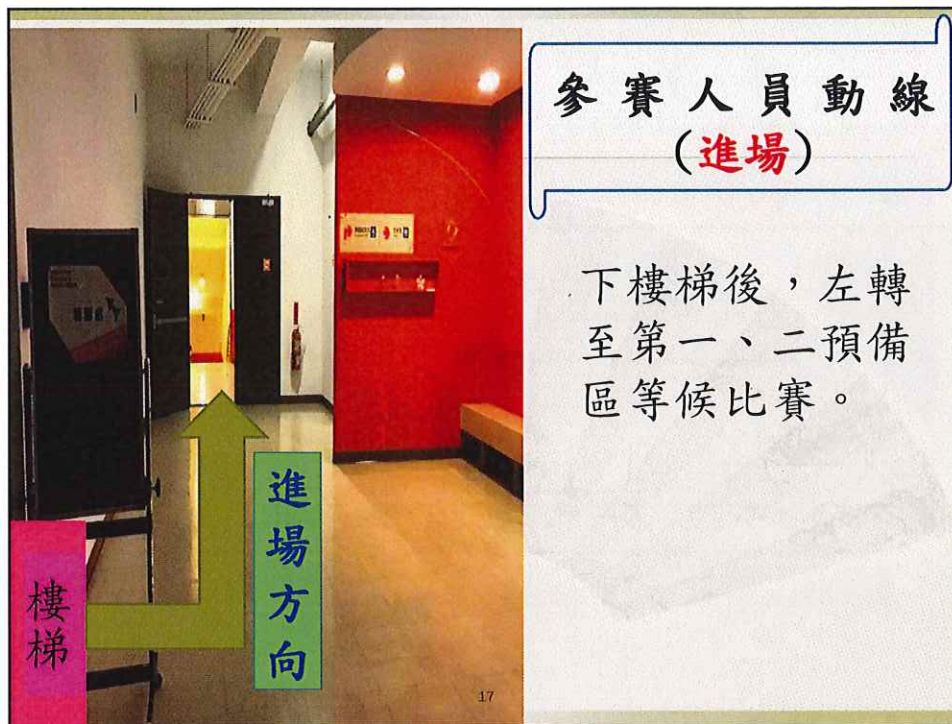 參賽人員動線
(進場)
下樓梯後，左轉
至第一、二預備
區等候比賽。
進場方向
樓梯
17